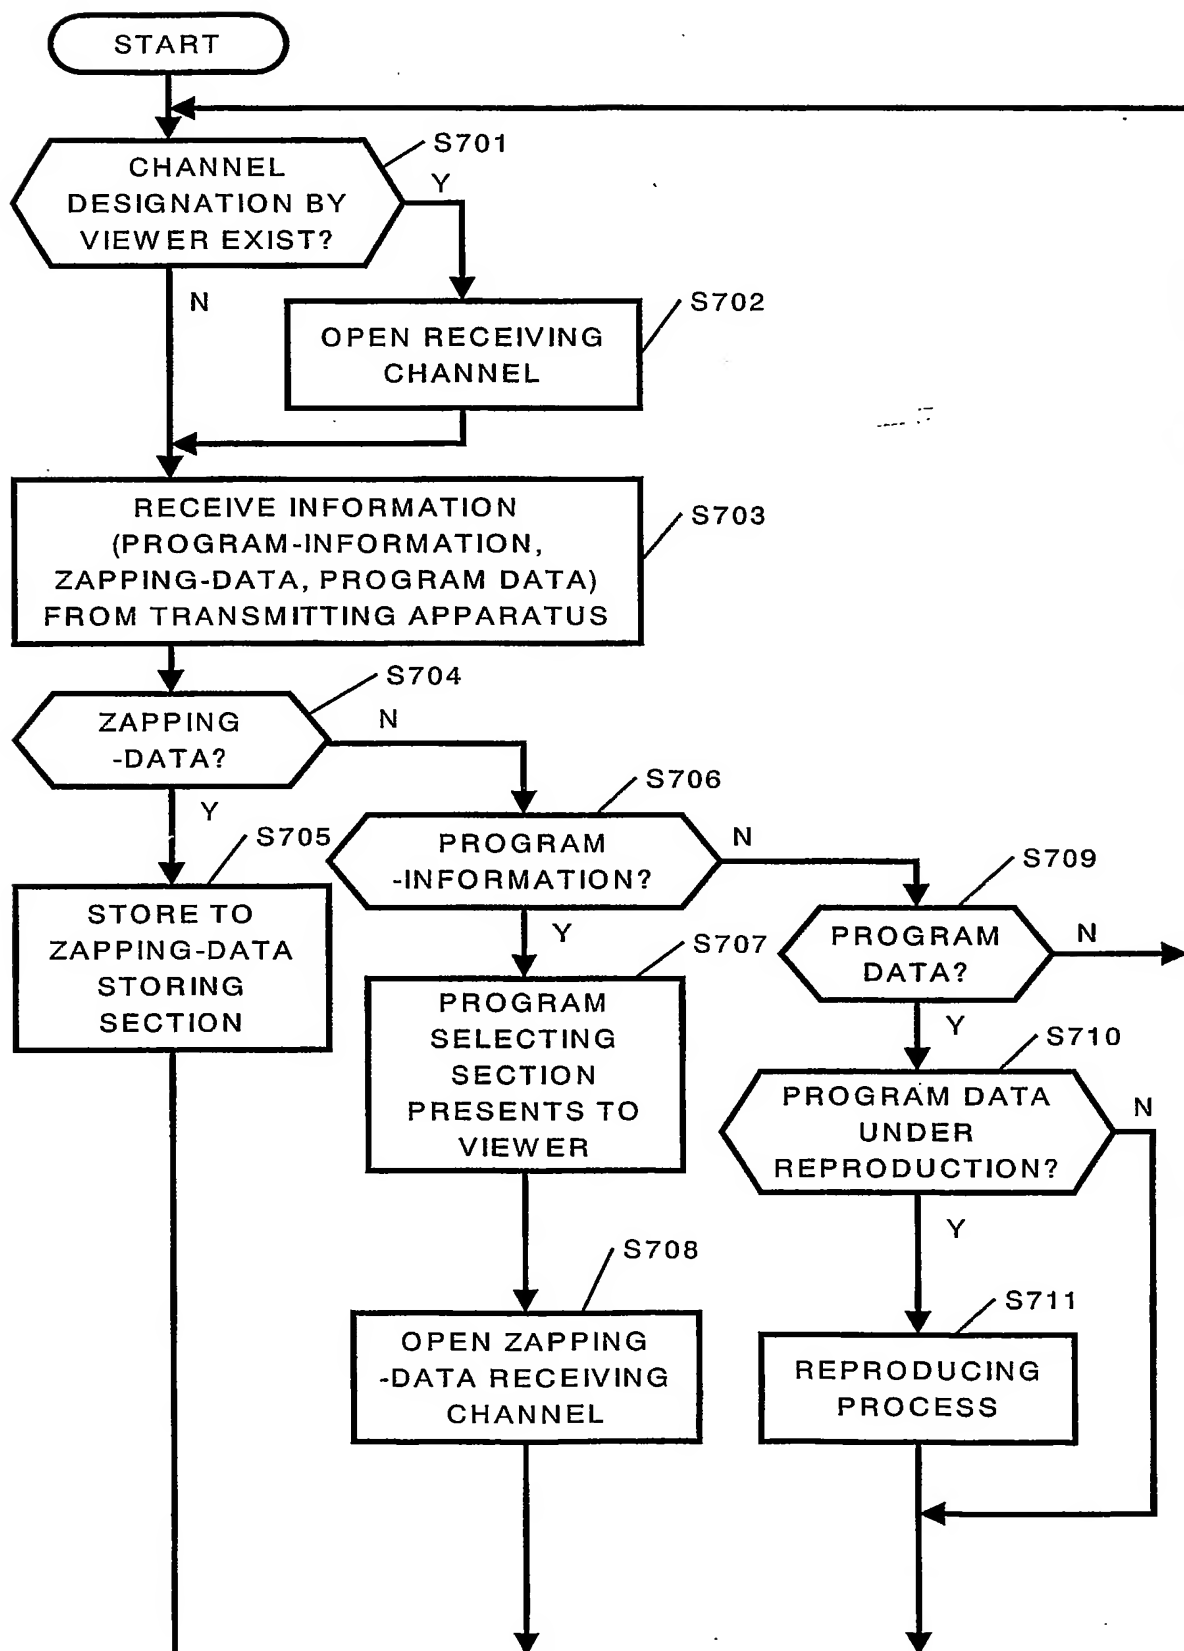 START
S701
CHANNEL
DESIGNATION BY
VIEWER EXIST?
Y
N
S702
OPEN RECEIVING
CHANNEL
S703
RECEIVE INFORMATION
(PROGRAM-INFORMATION,
ZAPPING-DATA, PROGRAM DATA)
FROM TRANSMITTING APPARATUS
S704
ZAPPING
-DATA?
N
Y
S705
STORE TO
ZAPPING-DATA
STORING
SECTION
S706
PROGRAM
-INFORMATION?
N
Y
S707
PROGRAM
SELECTING
SECTION
PRESENTS TO
VIEWER
S708
OPEN ZAPPING
-DATA RECEIVING
CHANNEL
S709
PROGRAM
DATA?
N
Y
S710
PROGRAM DATA
UNDER
REPRODUCTION?
N
Y
S711
REPRODUCING
PROCESS